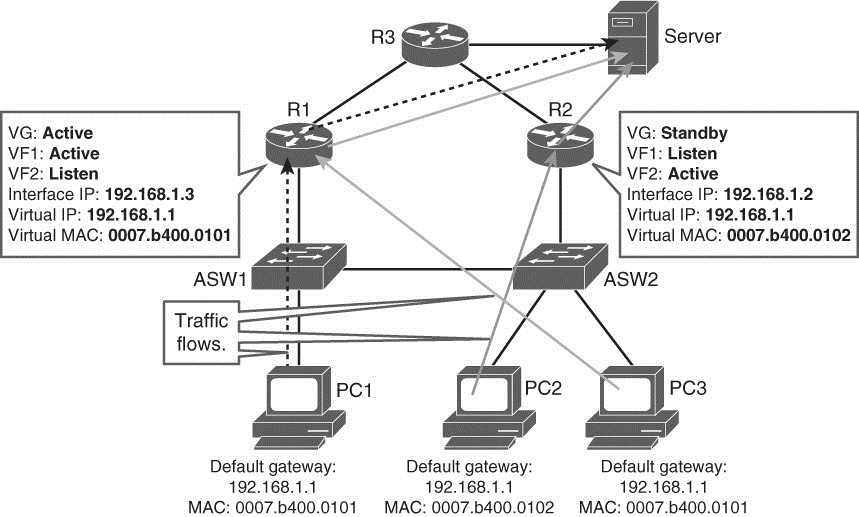 R3
Server
R1
R2
VG: Active
VF1: Active
VF2: Listen
Interface IP: 192.168.1.3
Virtual IP: 192.168.1.1
Virtual MAC: 0007.b400.0101
VG: Standby
VF1: Listen
VF2: Active
Interface IP: 192.168.1.2
Virtual IP: 192.168.1.1
Virtual MAC: 0007.b400.0102
ASW1
ASW2
Traffic
flows.
PC1
PC2
PC3
Default gateway:
192.168.1.1
MAC: 0007.b400.0101
Default gateway:
192.168.1.1
MAC: 0007.b400.0102
Default gateway:
192.168.1.1
MAC: 0007.b400.0101